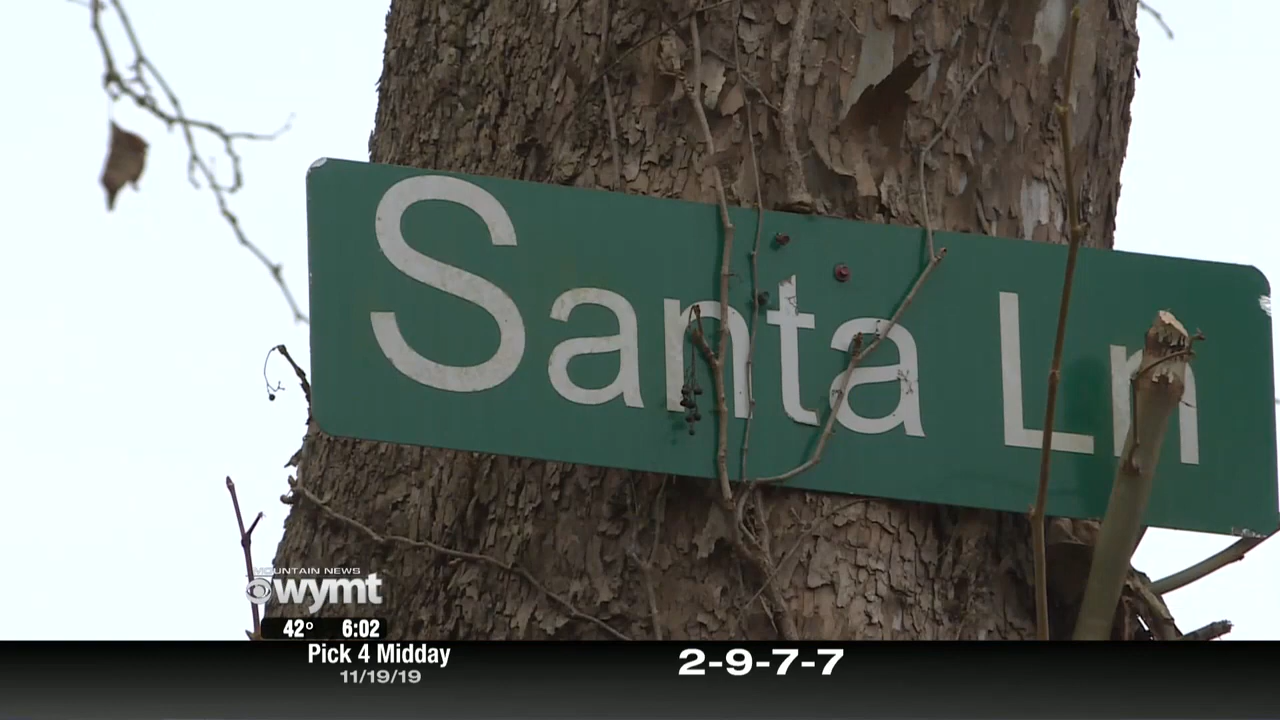 Santa Ln
MOUNTAIN NEWS
wymt
42° 6:02
Pick 4 Midday
11/19/19
2-9-7-7